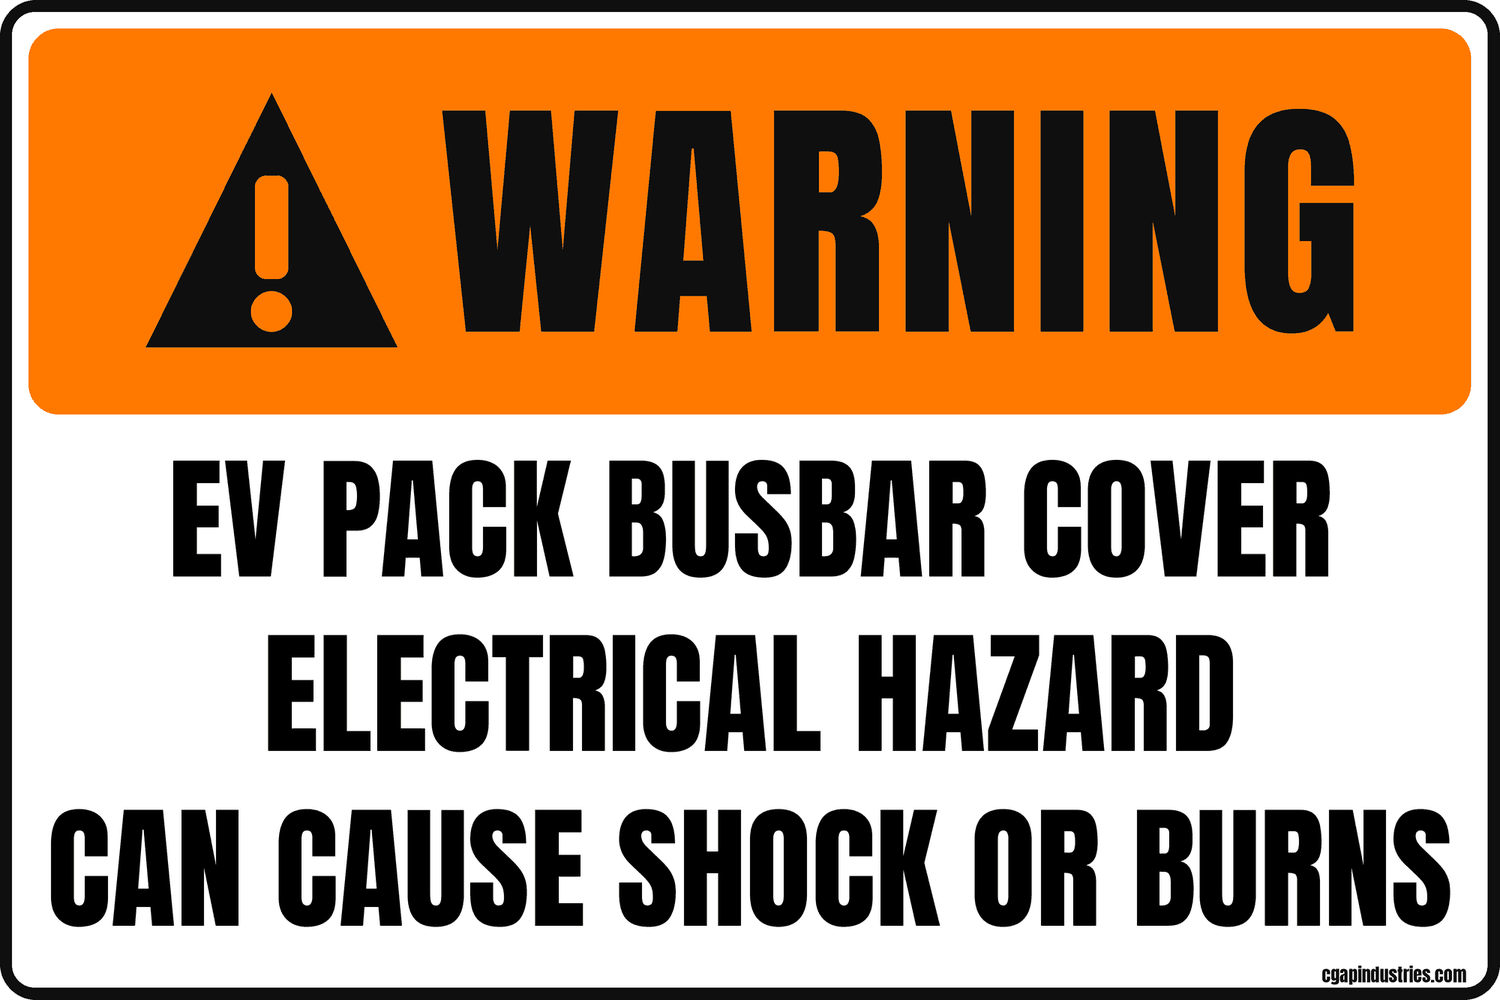 WARNING
EV PACK BUSBAR COVER
ELECTRICAL HAZARD
CAN CAUSE SHOCK OR BURNS
cgapindustries.com